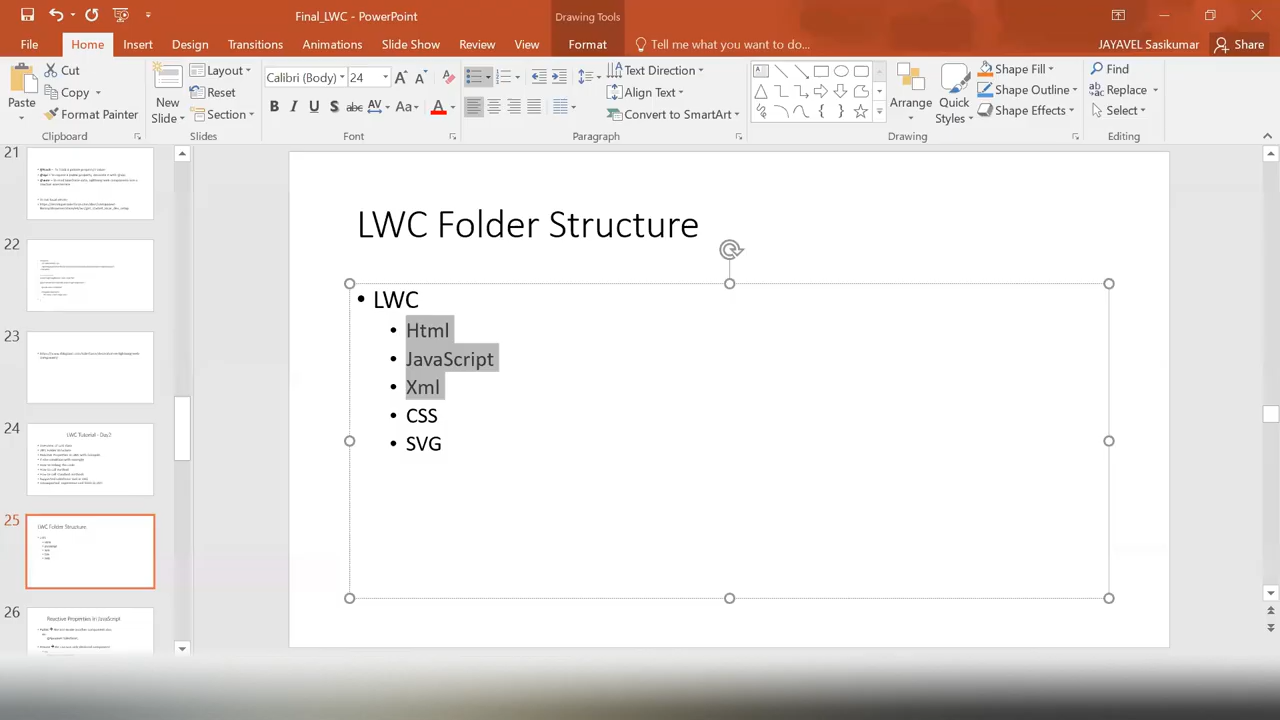 Final_LWC - PowerPoint
Drawing Tools
File Home Insert Design Transitions Animations Slide Show Review View Format Tell me what you want to do... JAYAVEL Sasikumar Share
Paste Cut Copy Format Painter
Clipboard
New Slide Layout Reset Section
Slides
Calibri (Body) 24
B I U S abc AV Aa A
Font
Text Direction Align Text Convert to SmartArt
Paragraph
Arrange Quick Styles Shape Fill Shape Outline Shape Effects
Drawing
Find Replace Select
Editing
21
22
23
24
LWC Tutorial - Day2
25
LWC Folder Structure
26
Reactive Properties in JavaScript
LWC Folder Structure
• LWC
• Html
• JavaScript
• Xml
• CSS
• SVG